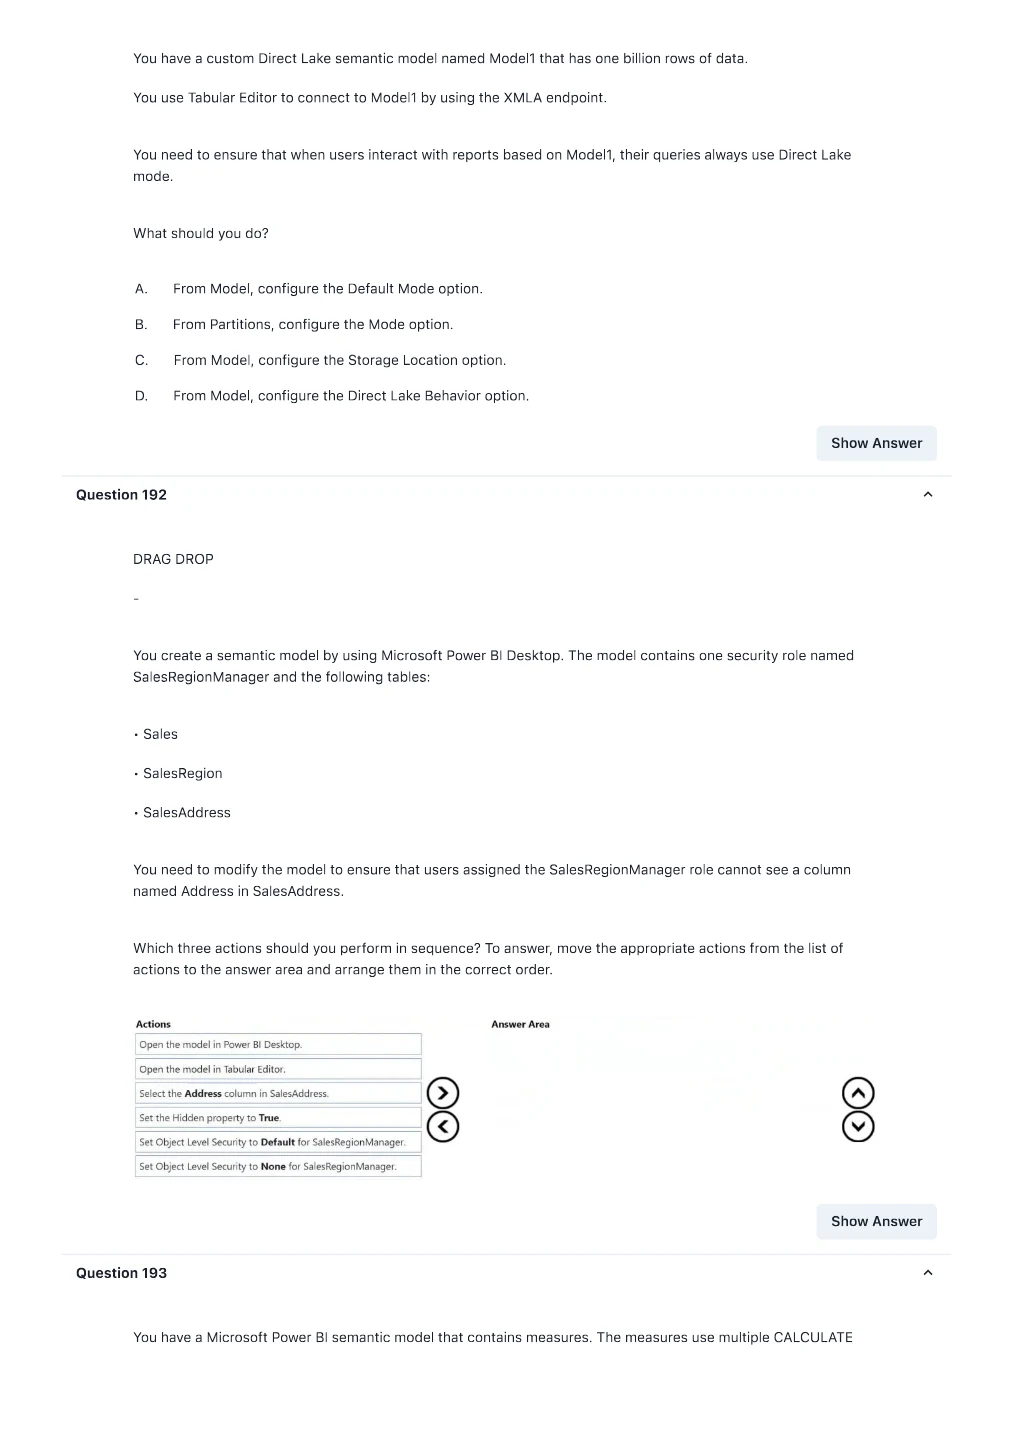 You have a custom Direct Lake semantic model named Model1 that has one billion rows of data.
You use Tabular Editor to connect to Model1 by using the XMLA endpoint.
You need to ensure that when users interact with reports based on Model1, their queries always use Direct Lake
mode.
What should you do?
A. From Model, configure the Default Mode option.
B. From Partitions, configure the Mode option.
C. From Model, configure the Storage Location option.
D. From Model, configure the Direct Lake Behavior option.
Show Answer
Question 192
DRAG DROP
-
You create a semantic model by using Microsoft Power BI Desktop. The model contains one security role named
SalesRegionManager and the following tables:
• Sales
• SalesRegion
• SalesAddress
You need to modify the model to ensure that users assigned the SalesRegionManager role cannot see a column
named Address in SalesAddress.
Which three actions should you perform in sequence? To answer, move the appropriate actions from the list of
actions to the answer area and arrange them in the correct order.
Actions
Open the model in Power BI Desktop.
Open the model in Tabular Editor.
Select the Address column in SalesAddress.
Set the Hidden property to True.
Set Object Level Security to Default for SalesRegionManager.
Set Object Level Security to None for SalesRegionManager.
Answer Area
Show Answer
Question 193
You have a Microsoft Power BI semantic model that contains measures. The measures use multiple CALCULATE